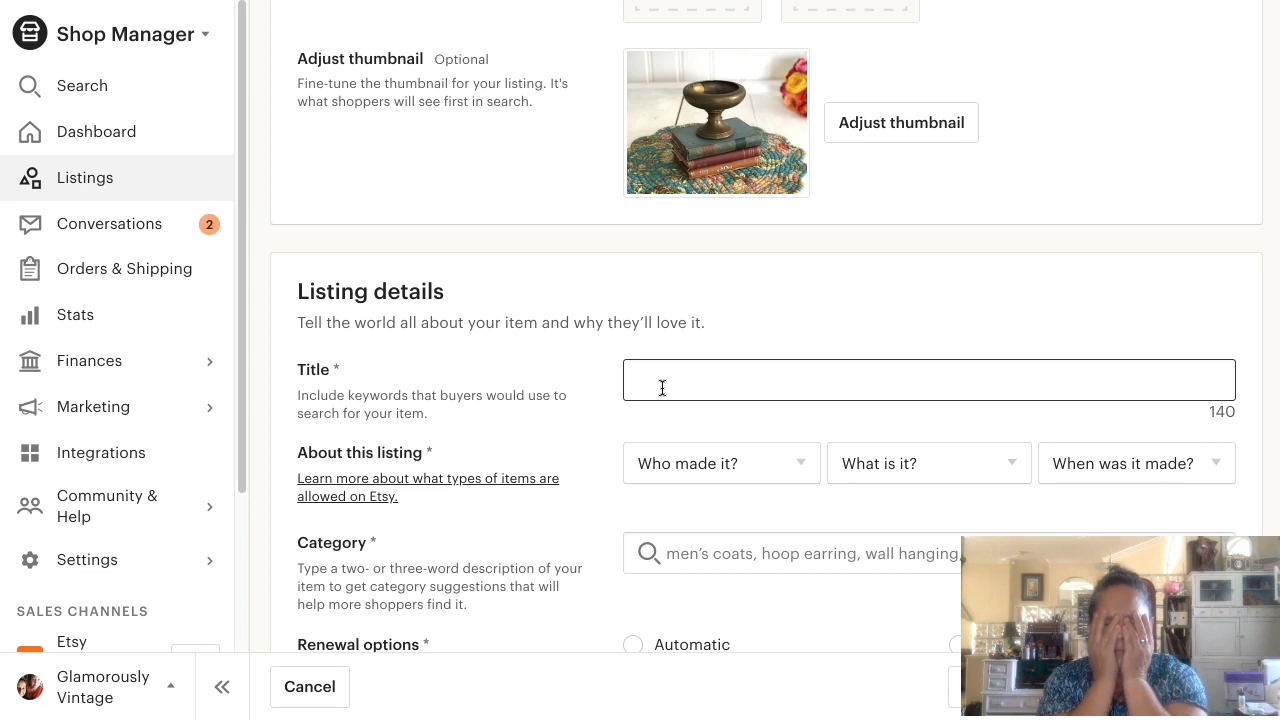 Shop Manager
Search
Dashboard
Listings
Conversations
2
Orders & Shipping
Stats
Finances
Marketing
Integrations
Community &
Help
Settings
SALES CHANNELS
Etsy
Glamorously
Vintage
Adjust thumbnail Optional
Fine-tune the thumbnail for your listing. It's
what shoppers will see first in search.
Adjust thumbnail
Listing details
Tell the world all about your item and why they’ll love it.
Title *
Include keywords that buyers would use to
search for your item.
140
About this listing *
Learn more about what types of items are
allowed on Etsy.
Who made it?
What is it?
When was it made?
Category *
Type a two- or three-word description of your
item to get category suggestions that will
help more shoppers find it.
men’s coats, hoop earring, wall hanging,
Renewal options *
Automatic
Cancel